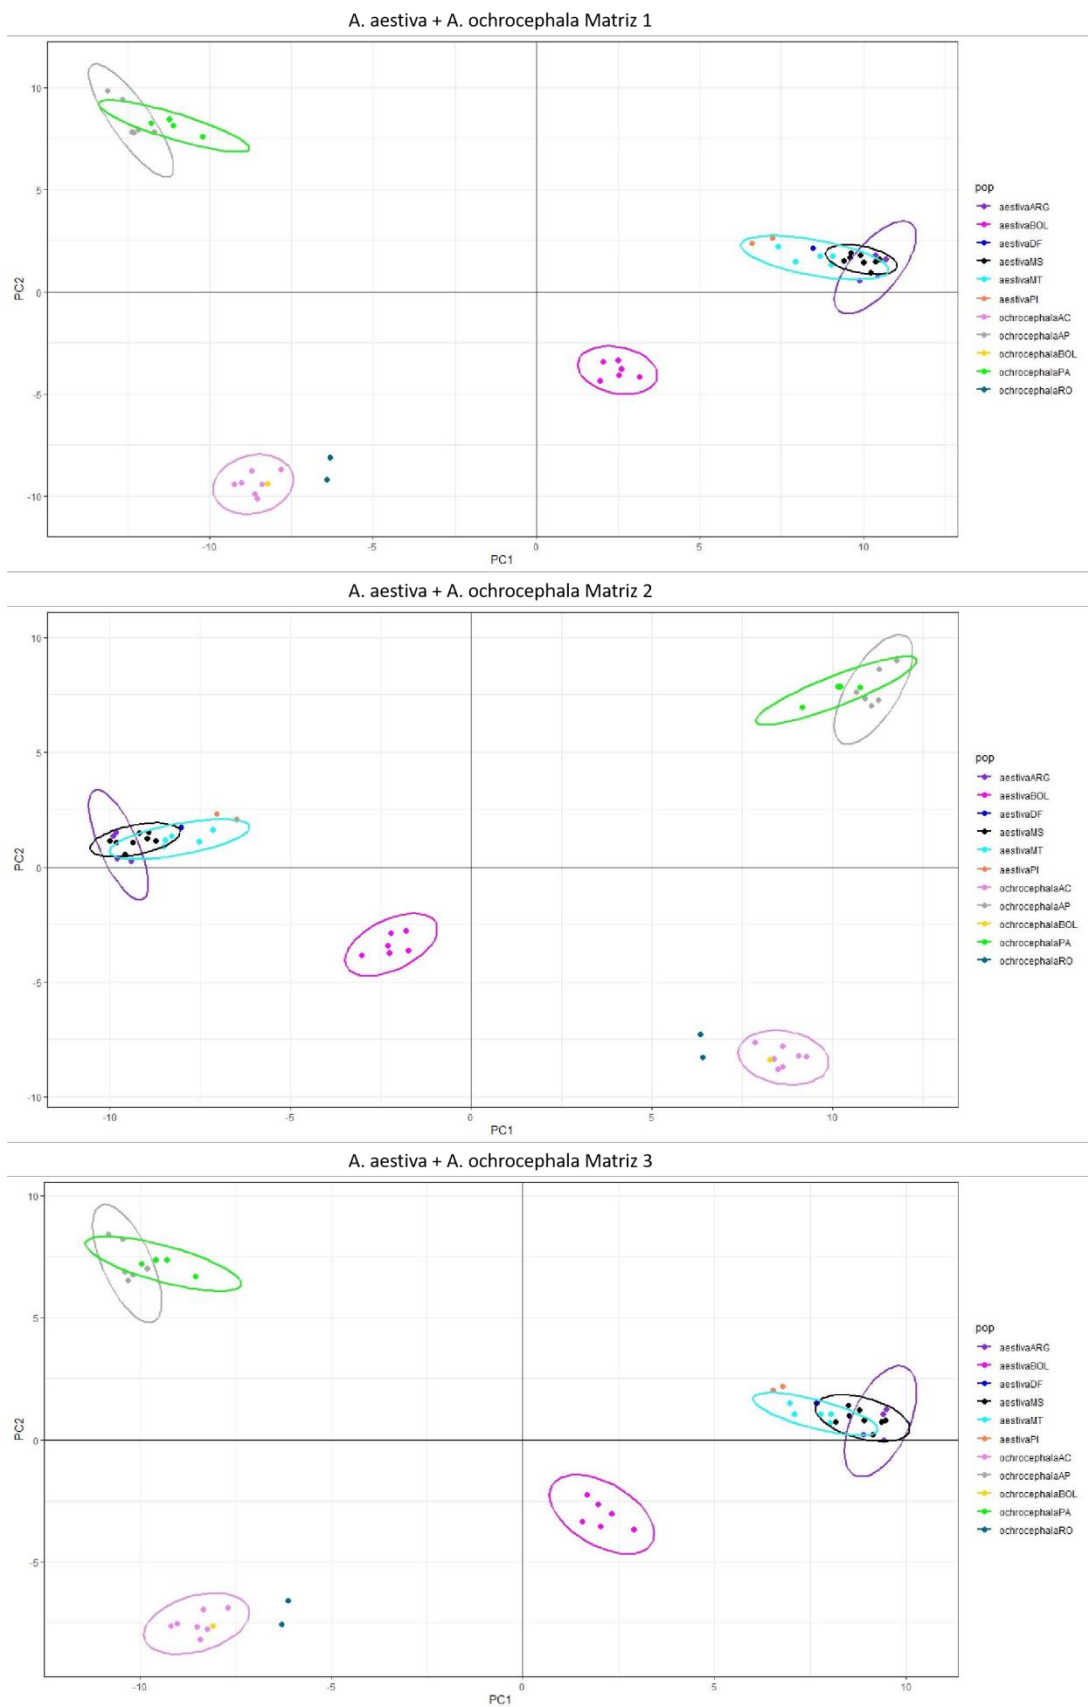 A. aestiva + A. ochrocephala Matriz 1
10
5
0
-5
-10
PC2
-10
-5
0
5
10
PC1
pop
aestivaARG
aestivaBOL
aestivaDF
aestivaMS
aestivaMT
aestivaPI
ochrocephalaAC
ochrocephalaAP
ochrocephalaBOL
ochrocephalaPA
ochrocephalaRO
A. aestiva + A. ochrocephala Matriz 2
10
5
0
-5
-10
PC2
-10
-5
0
5
10
PC1
pop
aestivaARG
aestivaBOL
aestivaDF
aestivaMS
aestivaMT
aestivaPI
ochrocephalaAC
ochrocephalaAP
ochrocephalaBOL
ochrocephalaPA
ochrocephalaRO
A. aestiva + A. ochrocephala Matriz 3
10
5
0
-5
PC2
-10
-5
0
5
10
PC1
pop
aestivaARG
aestivaBOL
aestivaDF
aestivaMS
aestivaMT
aestivaPI
ochrocephalaAC
ochrocephalaAP
ochrocephalaBOL
ochrocephalaPA
ochrocephalaRO